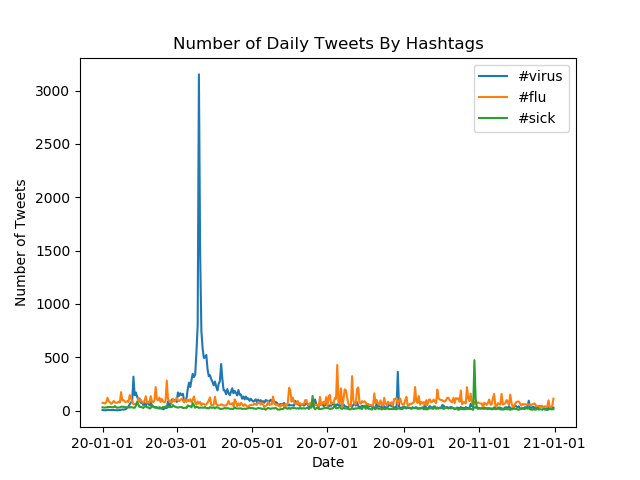 Number of Daily Tweets By Hashtags
#virus
#flu
#sick
Number of Tweets
3000
2500
2000
1500
1000
500
0
20-01-01 20-03-01 20-05-01 20-07-01 20-09-01 20-11-01 21-01-01
Date